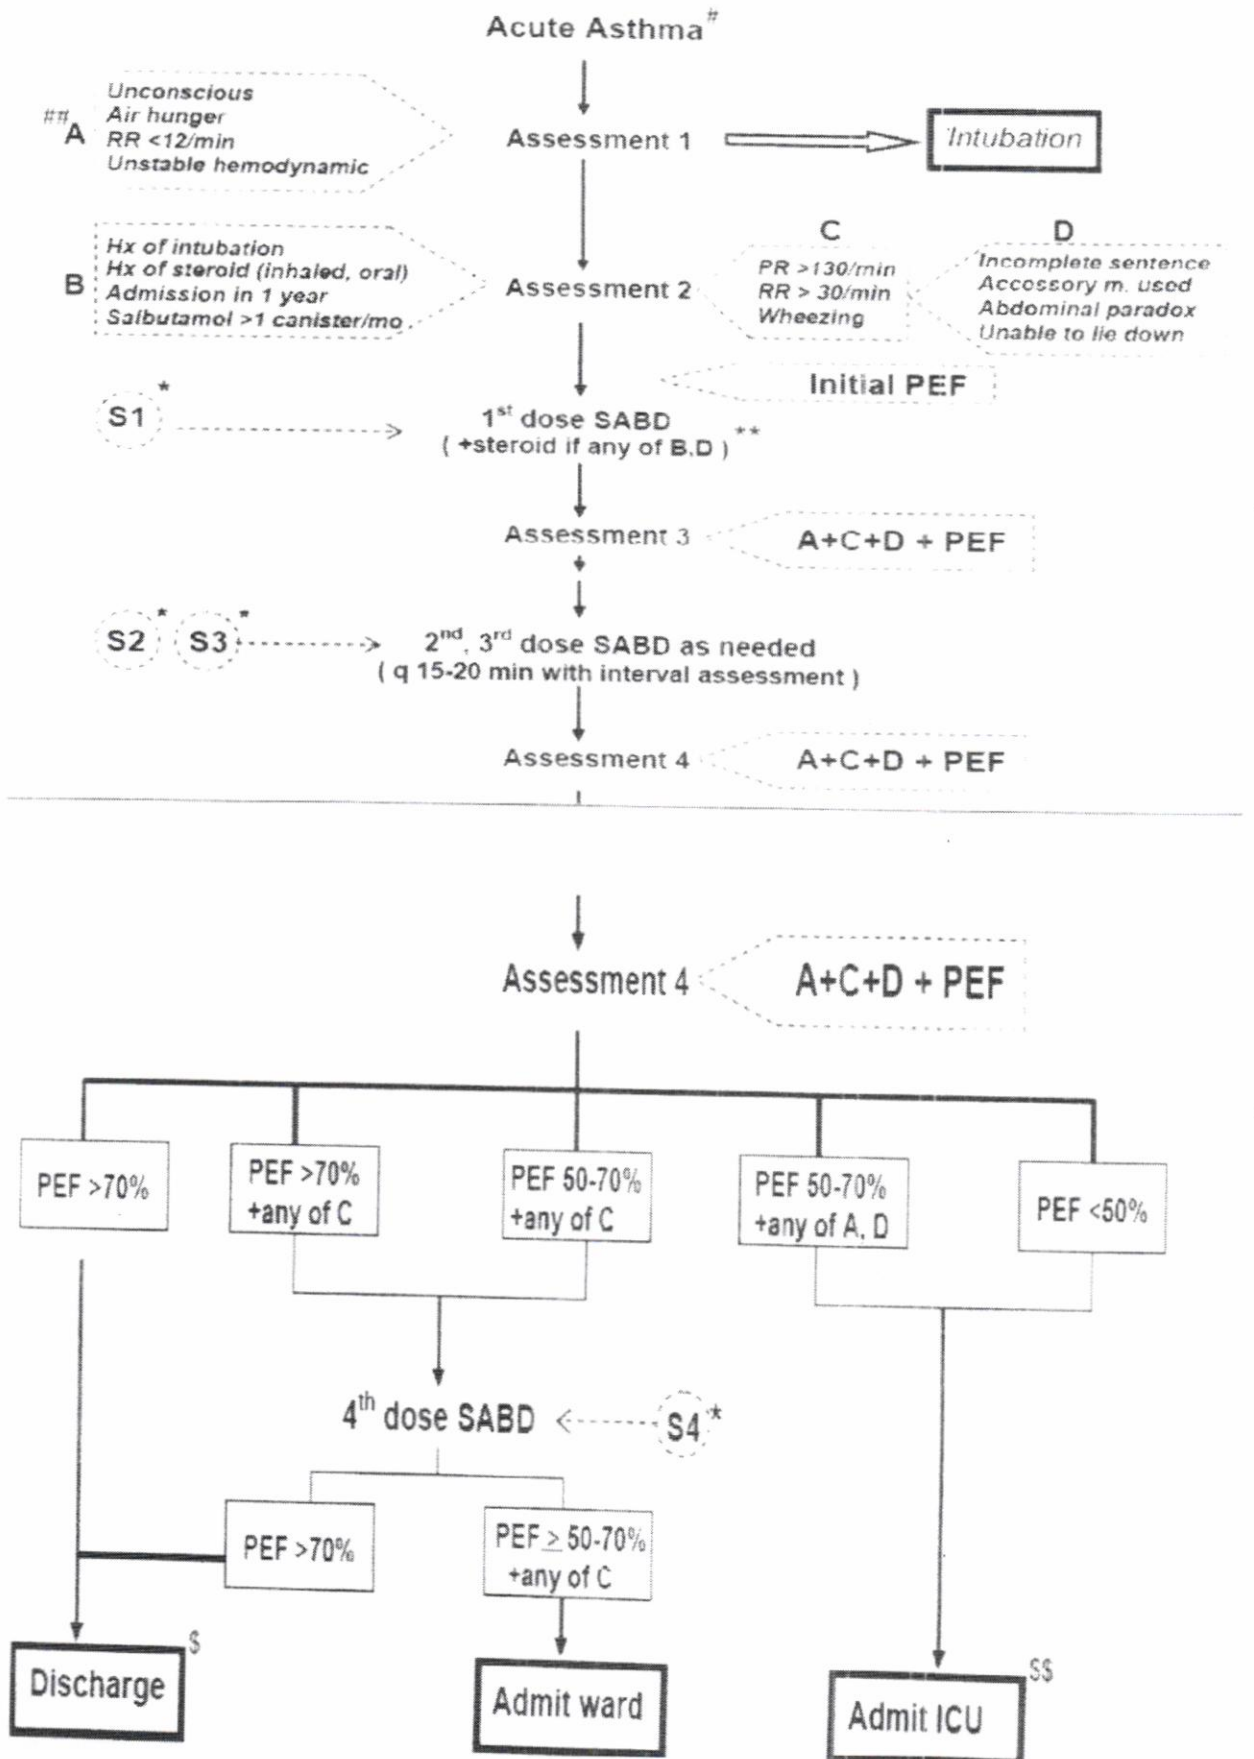 Acute Asthma#
##A
Unconscious
Air hunger
RR <12/min
Unstable hemodynamic
Assessment 1
Intubation
B
Hx of intubation
Hx of steroid (inhaled, oral)
Admission in 1 year
Salbutamol >1 canister/mo.
Assessment 2
C
PR >130/min
RR > 30/min
Wheezing
D
Incomplete sentence
Accessory m. used
Abdominal paradox
Unable to lie down
Initial PEF
S1*
1st dose SABD
( +steroid if any of B,D )**
Assessment 3
A+C+D + PEF
S2* S3*
2nd, 3rd dose SABD as needed
( q 15-20 min with interval assessment )
Assessment 4
A+C+D + PEF
Assessment 4
A+C+D + PEF
PEF >70%
PEF >70%
+any of C
PEF 50-70%
+any of C
PEF 50-70%
+any of A, D
PEF <50%
4th dose SABD
S4*
PEF >70%
PEF ≥ 50-70%
+any of C
Discharge$
Admit ward
Admit ICU$$